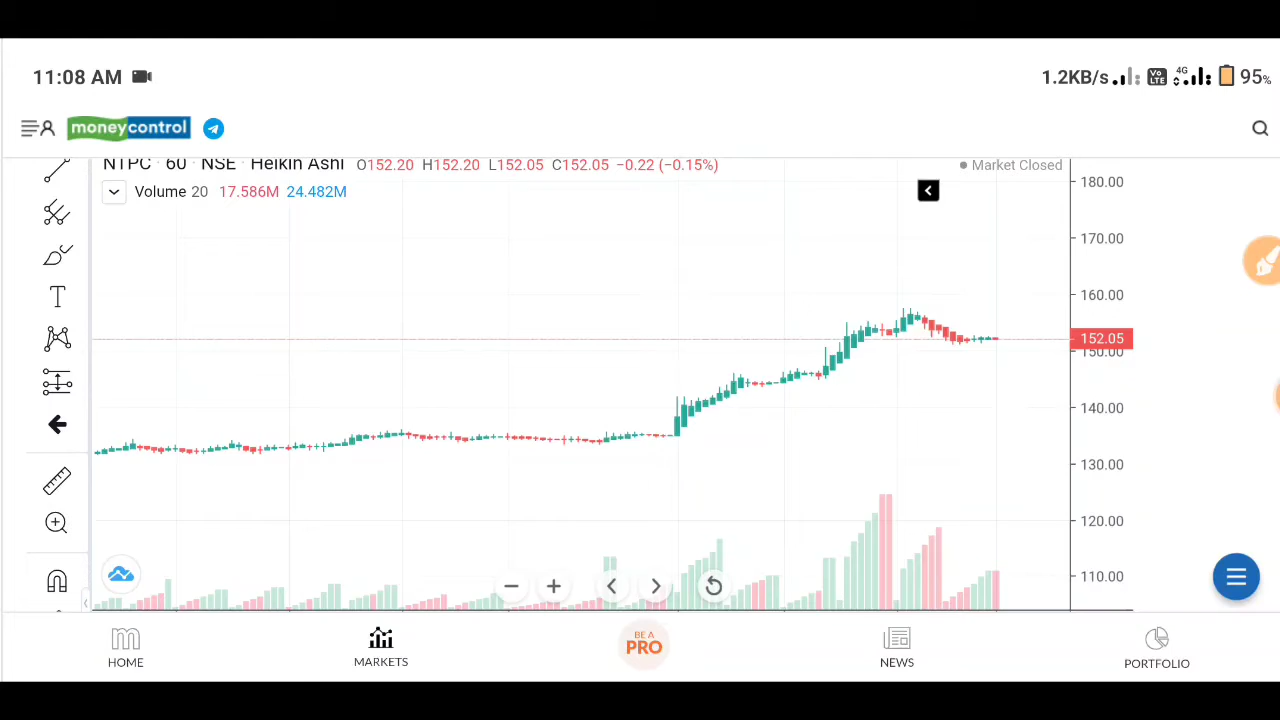 11:08 AM
1.2KB/s Vo LTE 4G 95%
moneycontrol
NTPC · 60 · NSE · Heikin Ashi O152.20 H152.20 L152.05 C152.05 −0.22 (−0.15%)
Market Closed
Volume 20 17.586M 24.482M
180.00
170.00
160.00
152.05
150.00
140.00
130.00
120.00
110.00
T
HOME
MARKETS
BE A
PRO
NEWS
PORTFOLIO